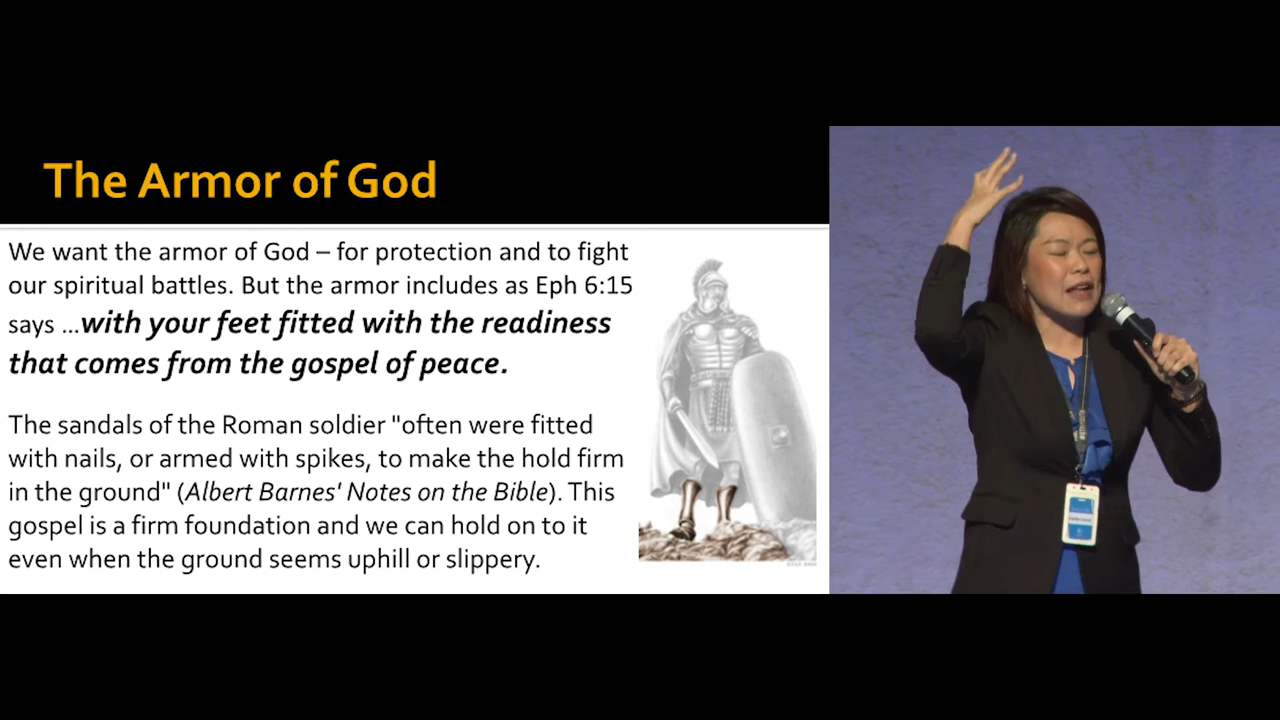 The Armor of God
We want the armor of God – for protection and to fight
our spiritual battles. But the armor includes as Eph 6:15
says …with your feet fitted with the readiness
that comes from the gospel of peace.
The sandals of the Roman soldier "often were fitted
with nails, or armed with spikes, to make the hold firm
in the ground" (Albert Barnes' Notes on the Bible). This
gospel is a firm foundation and we can hold on to it
even when the ground seems uphill or slippery.